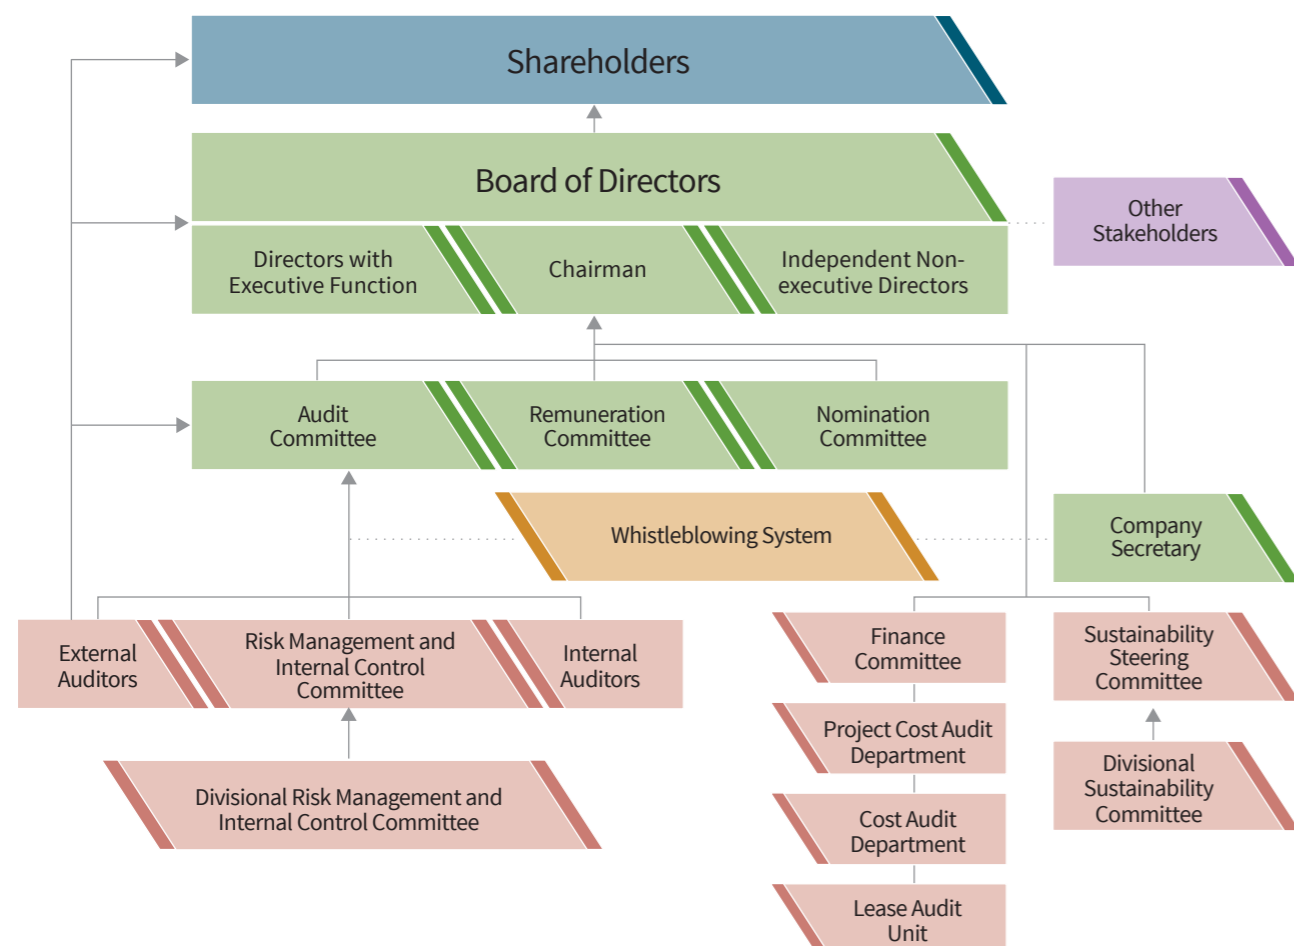 Shareholders
Board of Directors
Other
Stakeholders
Directors with
Executive Function
Chairman
Independent Non-
executive Directors
Audit
Committee
Remuneration
Committee
Nomination
Committee
Whistleblowing System
Company
Secretary
External
Auditors
Risk Management and
Internal Control
Committee
Internal
Auditors
Finance
Committee
Sustainability
Steering
Committee
Project Cost Audit
Department
Divisional Risk Management and
Internal Control Committee
Divisional
Sustainability
Committee
Cost Audit
Department
Lease Audit
Unit